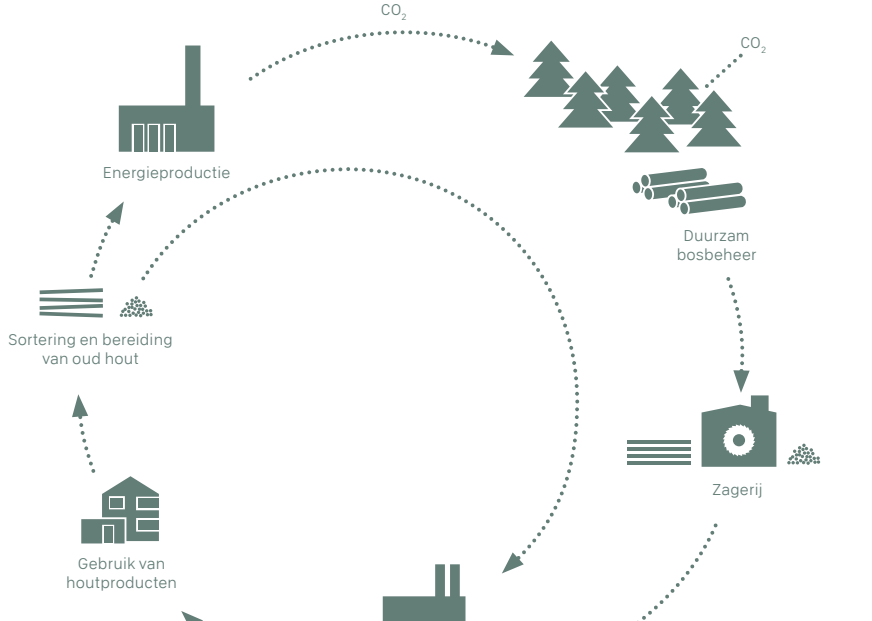 CO2
CO2
Energieproductie
Duurzam
bosbeheer
Sortering en bereiding
van oud hout
Zagerij
Gebruik van
houtproducten